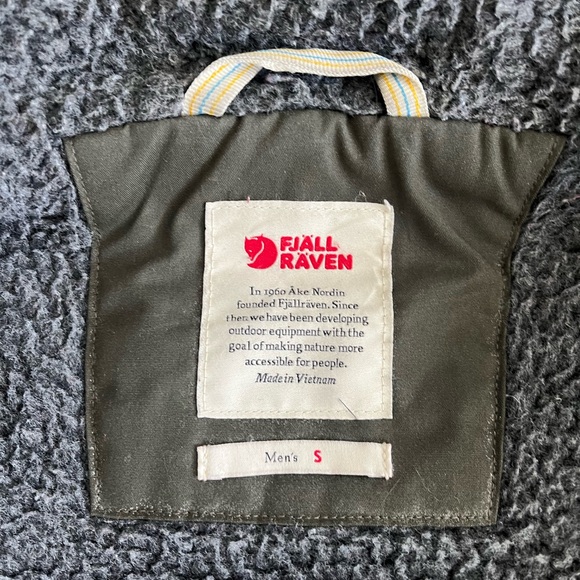 FJÄLL
RÄVEN
In 1960 Åke Nordin
founded Fjällräven. Since
then we have been developing
outdoor equipment with the
goal of making nature more
accessible for people.
Made in Vietnam
Men's S